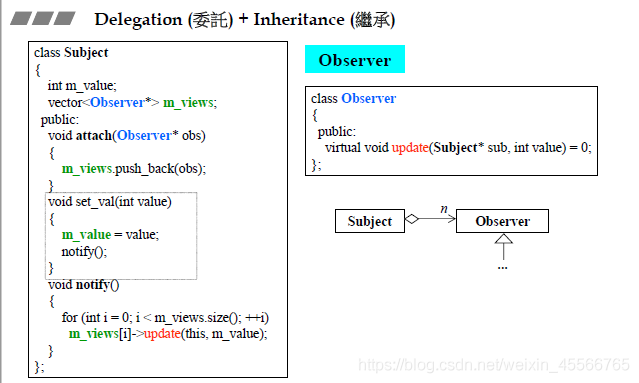 Delegation (委託) + Inheritance (繼承)
class Subject
{
int m_value;
vector<Observer*> m_views;
public:
void attach(Observer* obs)
{
m_views.push_back(obs);
}
void set_val(int value)
{
m_value = value;
notify();
}
void notify()
{
for (int i = 0; i < m_views.size(); ++i)
m_views[i]->update(this, m_value);
}
};
Observer
class Observer
{
public:
virtual void update(Subject* sub, int value) = 0;
};
Subject
n
Observer
...
https://blog.csdn.net/weixin_45566765